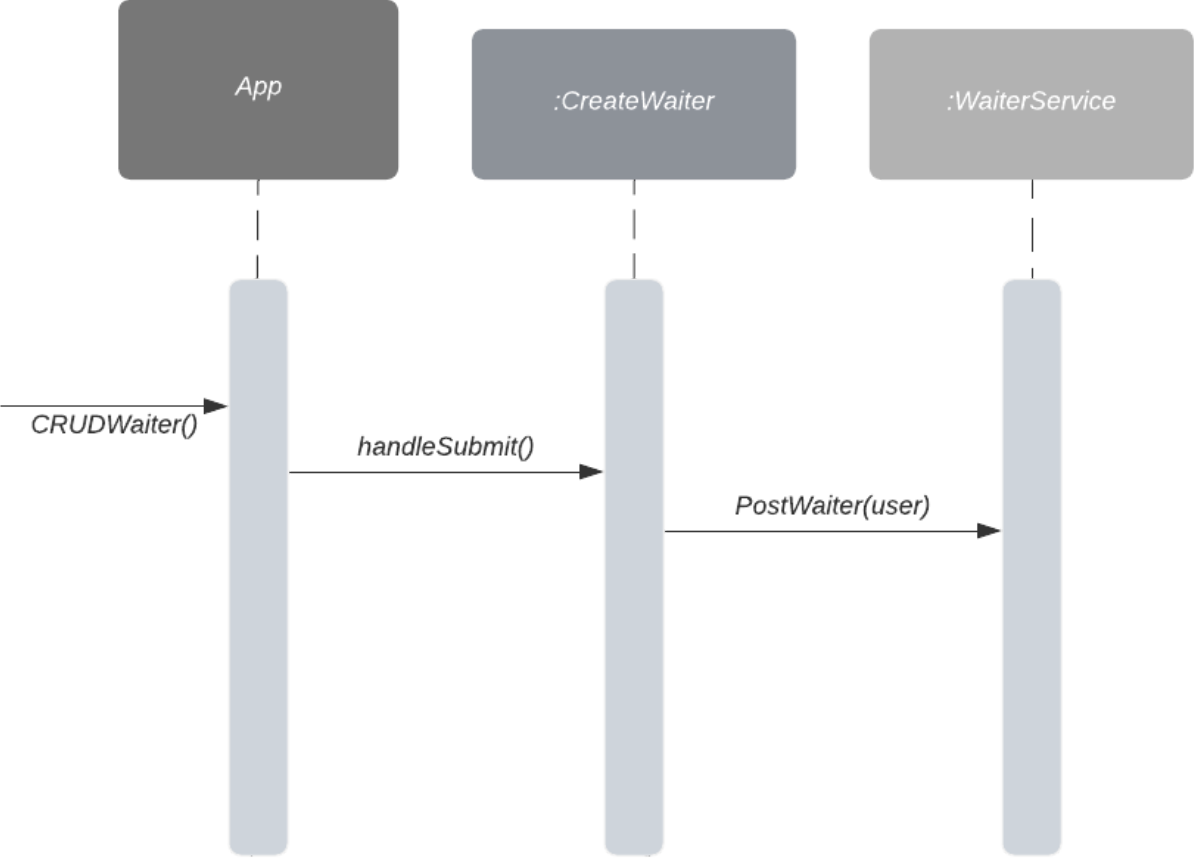 App
:CreateWaiter
:WaiterService
CRUDWaiter()
handleSubmit()
PostWaiter(user)